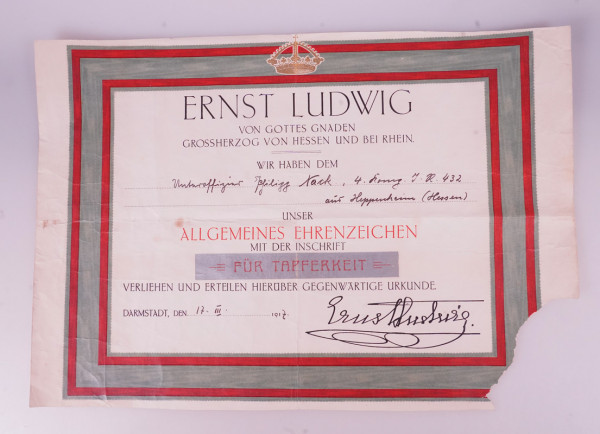 ERNST LUDWIG
VON GOTTES GNADEN
GROSSHERZOG VON HESSEN UND BEI RHEIN.
WIR HABEN DEM
Unteroffizier Philipp Nack, 4. Komp I. R 432
aus Heppenheim (Hessen)
UNSER
ALLGEMEINES EHRENZEICHEN
MIT DER INSCHRIFT
FÜR TAPFERKEIT
VERLIEHEN UND ERTEILEN HIERÜBER GEGENWÄRTIGE URKUNDE.
DARMSTADT, DEN 17. III. 1917
Ernst Ludwig.